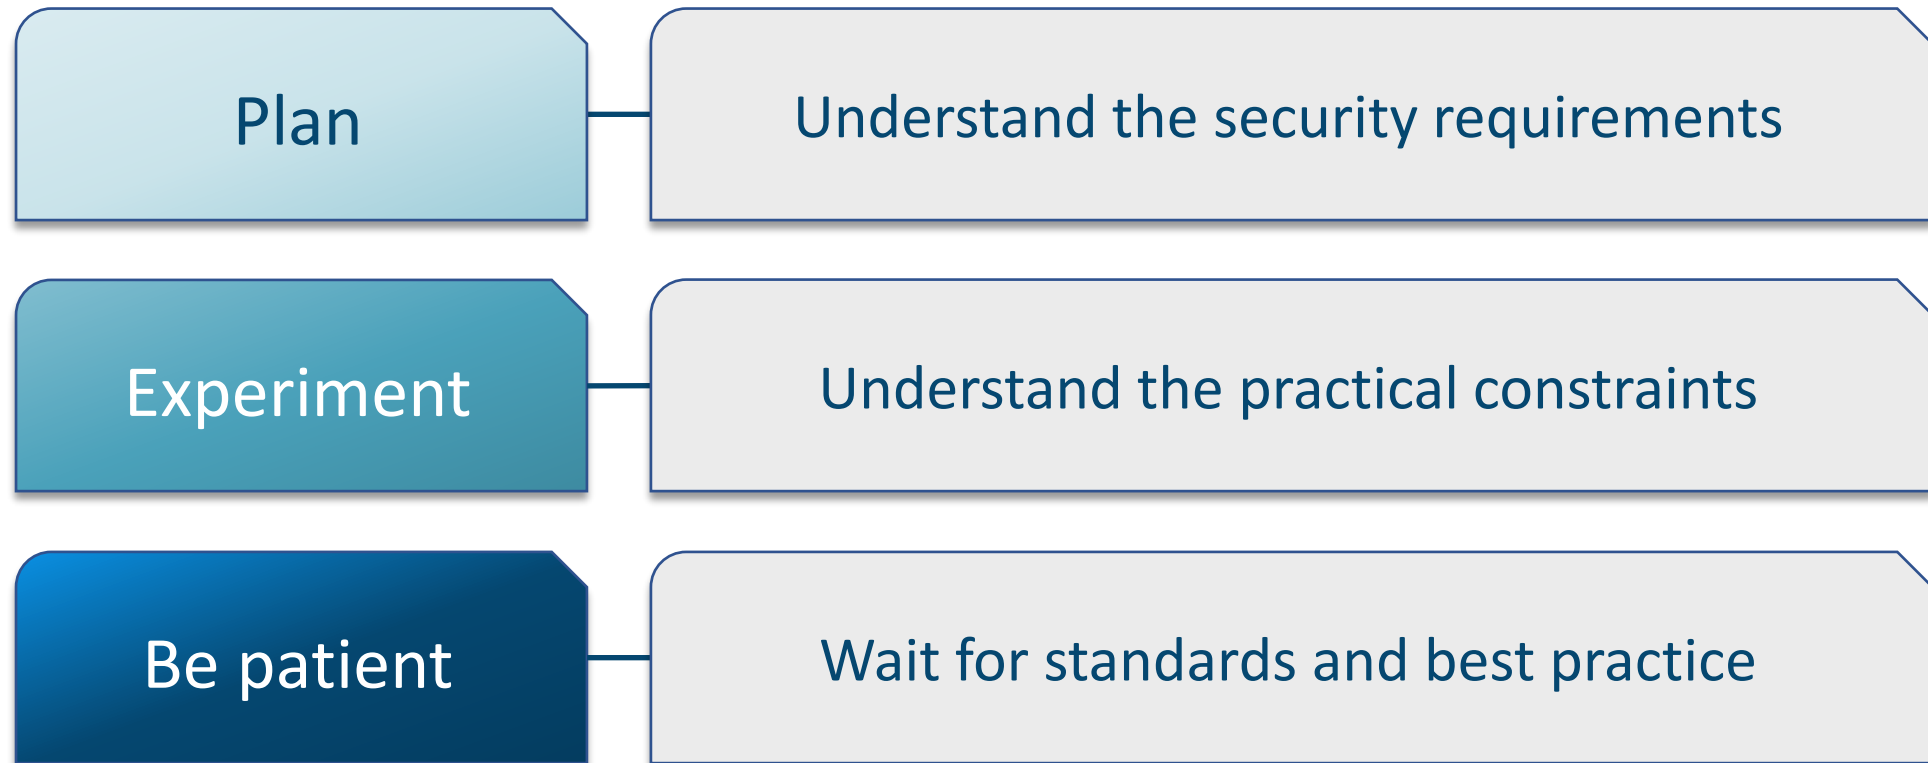 Plan
Understand the security requirements
Experiment
Understand the practical constraints
Be patient
Wait for standards and best practice